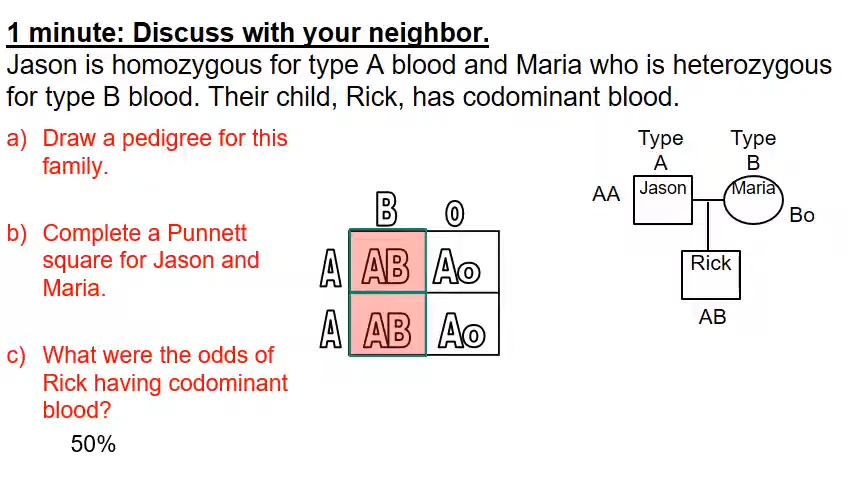 1 minute: Discuss with your neighbor.
Jason is homozygous for type A blood and Maria who is heterozygous
for type B blood. Their child, Rick, has codominant blood.
a) Draw a pedigree for this
family.
b) Complete a Punnett
square for Jason and
Maria.
c) What were the odds of
Rick having codominant
blood?
50%
B o
A AB Ao
A AB Ao
Type Type
A B
AA Jason Maria Bo
Rick
AB